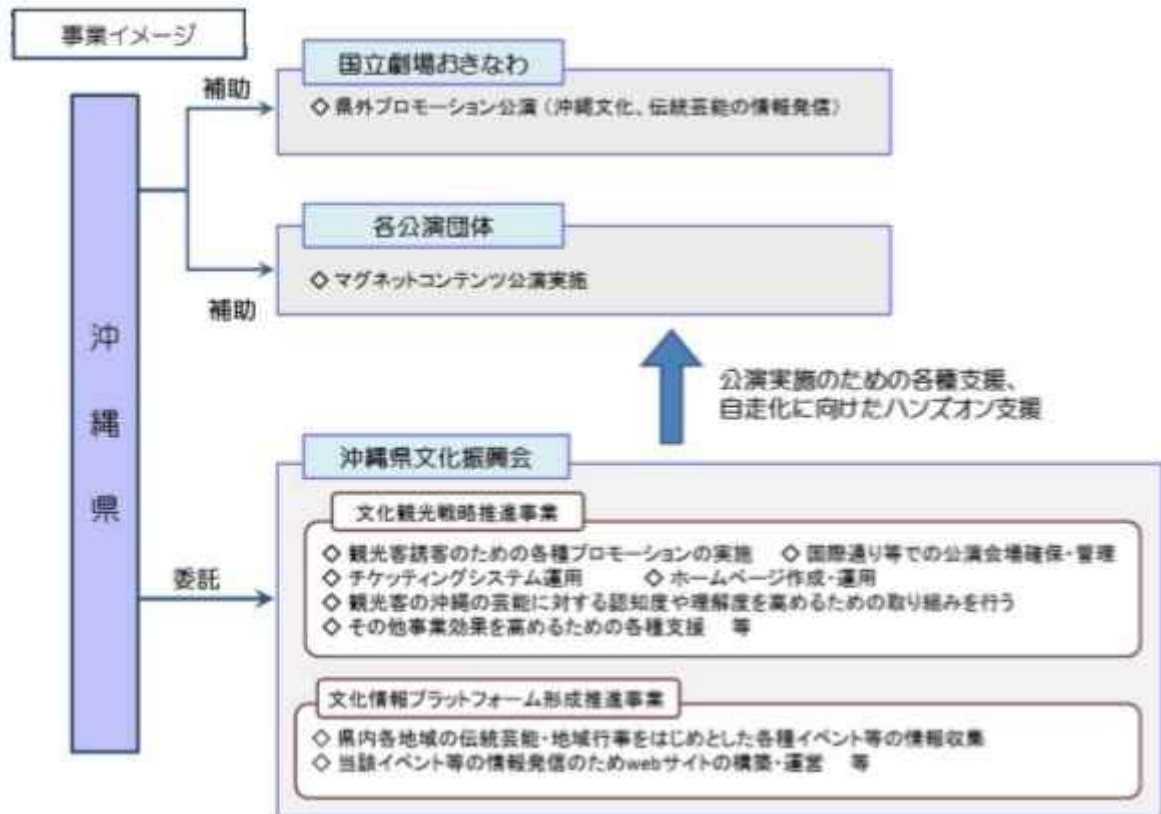 事業イメージ
補助
国立劇場おきなわ
◇ 県外プロモーション公演（沖縄文化、伝統芸能の情報発信）
各公演団体
◇ マグネットコンテンツ公演実施
補助
沖縄県
公演実施のための各種支援、
自走化に向けたハンズオン支援
沖縄県文化振興会
委託
文化観光戦略推進事業
◇ 観光客誘客のための各種プロモーションの実施　◇ 国際通り等での公演会場確保・管理
◇ チケッティングシステム運用　◇ ホームページ作成・運用
◇ 観光客の沖縄の芸能に対する認知度や理解度を高めるための取り組みを行う
◇ その他事業効果を高めるための各種支援　等
文化情報プラットフォーム形成推進事業
◇ 県内各地域の伝統芸能・地域行事をはじめとした各種イベント等の情報収集
◇ 当該イベント等の情報発信のためwebサイトの構築・運営　等